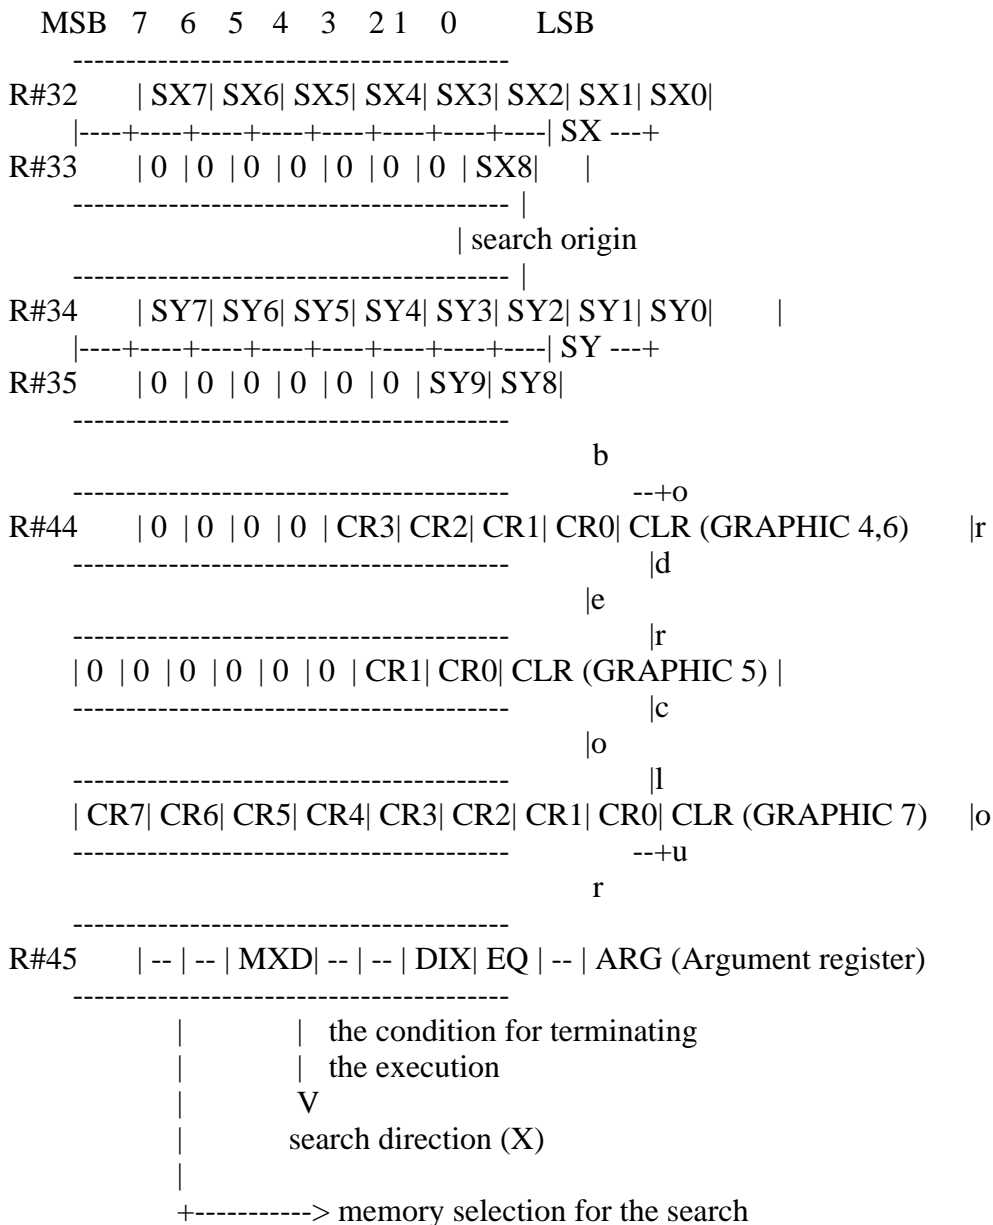 MSB 7 6 5 4 3 2 1 0 LSB
-----------------------------------------
R#32 | SX7| SX6| SX5| SX4| SX3| SX2| SX1| SX0|
|----+----+----+----+----+----+----+----| SX ---+
R#33 | 0 | 0 | 0 | 0 | 0 | 0 | 0 | SX8| |
----------------------------------------- |
| search origin
----------------------------------------- |
R#34 | SY7| SY6| SY5| SY4| SY3| SY2| SY1| SY0| |
|----+----+----+----+----+----+----+----| SY ---+
R#35 | 0 | 0 | 0 | 0 | 0 | 0 | SY9| SY8|
-----------------------------------------
b
----------------------------------------- --+o
R#44 | 0 | 0 | 0 | 0 | CR3| CR2| CR1| CR0| CLR (GRAPHIC 4,6) |r
----------------------------------------- |d
|e
----------------------------------------- |r
| 0 | 0 | 0 | 0 | 0 | 0 | CR1| CR0| CLR (GRAPHIC 5) |
----------------------------------------- |c
|o
----------------------------------------- |l
| CR7| CR6| CR5| CR4| CR3| CR2| CR1| CR0| CLR (GRAPHIC 7) |o
----------------------------------------- --+u
r
-----------------------------------------
R#45 | -- | -- | MXD| -- | -- | DIX| EQ | -- | ARG (Argument register)
-----------------------------------------
| | the condition for terminating
| | the execution
| V
| search direction (X)
|
+-----------> memory selection for the search